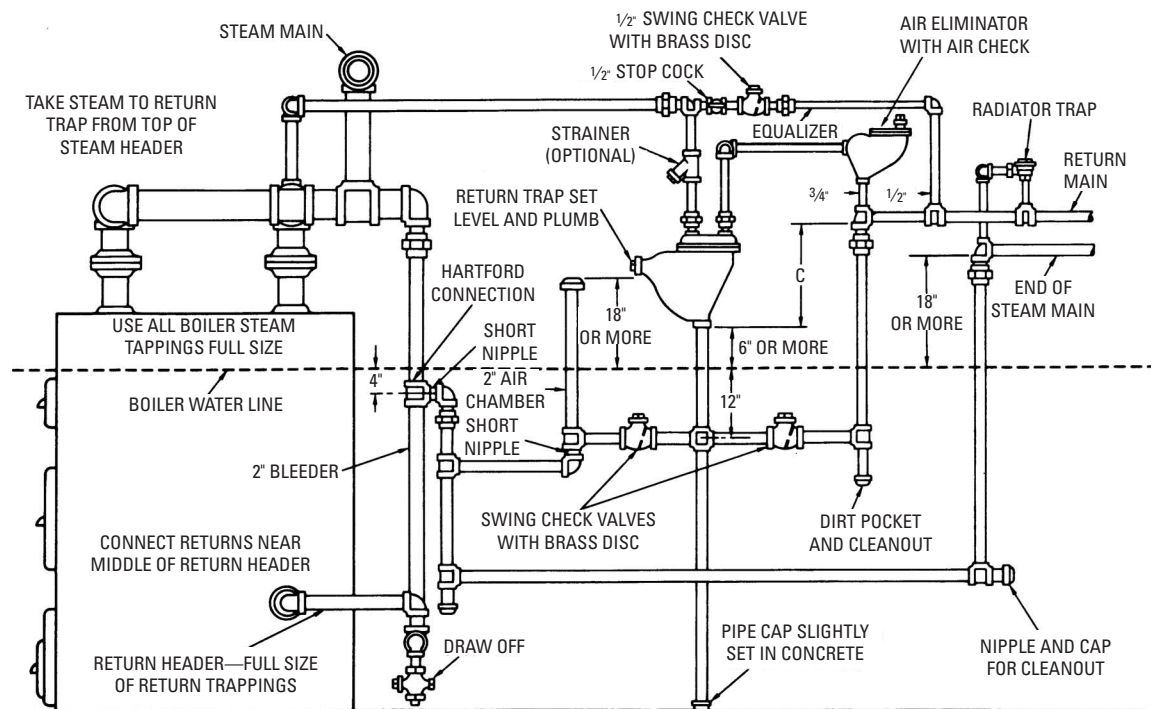 STEAM MAIN
1/2" SWING CHECK VALVE
WITH BRASS DISC
AIR ELIMINATOR
WITH AIR CHECK
1/2" STOP COCK
TAKE STEAM TO RETURN
TRAP FROM TOP OF
STEAM HEADER
RADIATOR TRAP
STRAINER
(OPTIONAL)
EQUALIZER
RETURN
MAIN
RETURN TRAP SET
LEVEL AND PLUMB
3/4"
1/2"
HARTFORD
CONNECTION
C
18"
OR MORE
END OF
STEAM MAIN
USE ALL BOILER STEAM
TAPPINGS FULL SIZE
SHORT
NIPPLE
18"
OR MORE
6" OR MORE
4"
BOILER WATER LINE
2" AIR
CHAMBER
12"
SHORT
NIPPLE
2" BLEEDER
SWING CHECK VALVES
WITH BRASS DISC
DIRT POCKET
AND CLEANOUT
CONNECT RETURNS NEAR
MIDDLE OF RETURN HEADER
RETURN HEADER—FULL SIZE
OF RETURN TRAPPINGS
DRAW OFF
PIPE CAP SLIGHTLY
SET IN CONCRETE
NIPPLE AND CAP
FOR CLEANOUT